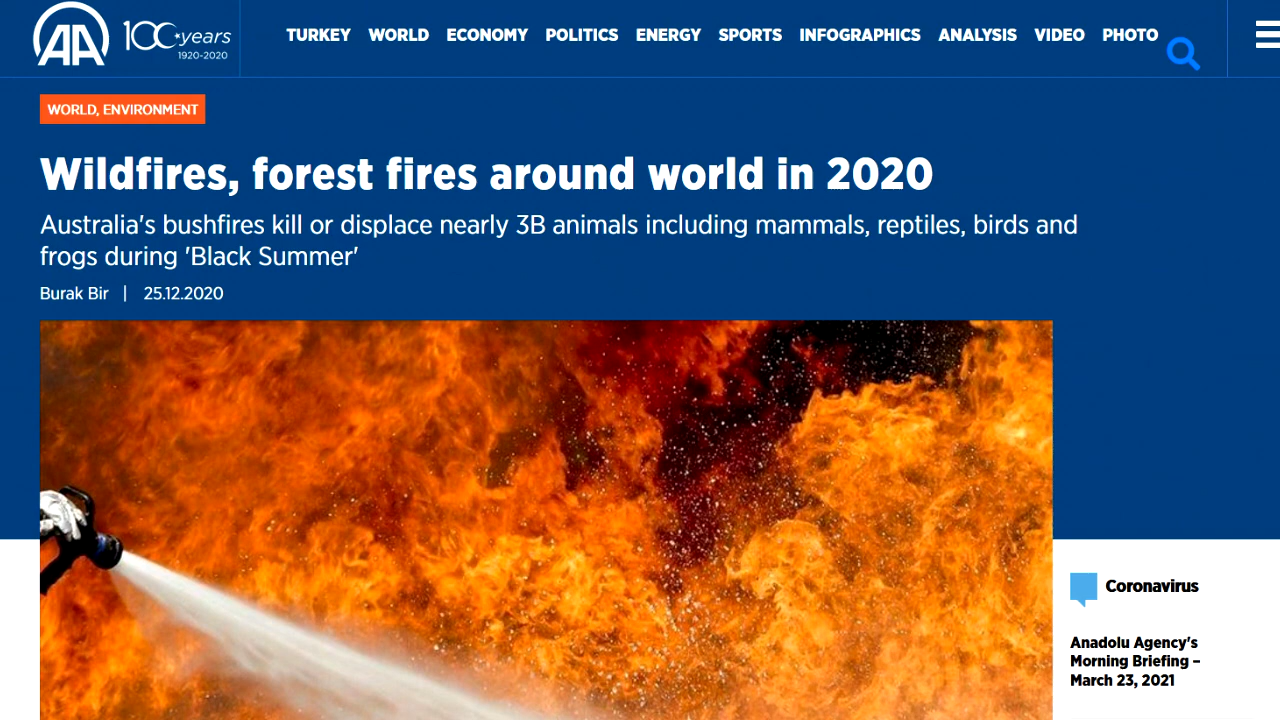 AA 100 years
1920-2020
TURKEY WORLD ECONOMY POLITICS ENERGY SPORTS INFOGRAPHICS ANALYSIS VIDEO PHOTO
WORLD, ENVIRONMENT
Wildfires, forest fires around world in 2020
Australia's bushfires kill or displace nearly 3B animals including mammals, reptiles, birds and
frogs during 'Black Summer'
Burak Bir | 25.12.2020
Coronavirus
Anadolu Agency's
Morning Briefing –
March 23, 2021